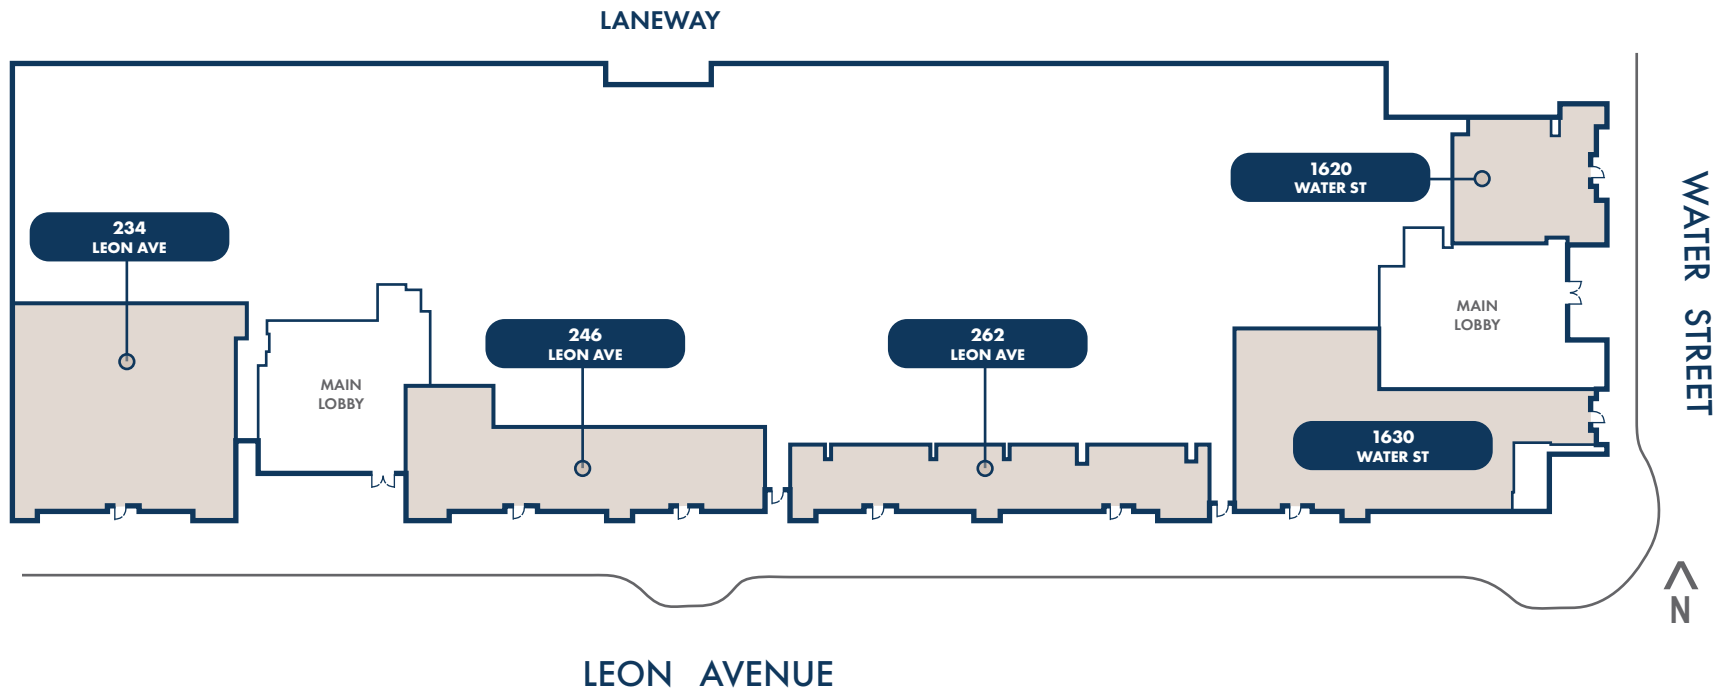 LANEWAY
1620
WATER ST
234
LEON AVE
WATER STREET
MAIN
LOBBY
246
LEON AVE
262
LEON AVE
MAIN
LOBBY
1630
WATER ST
N
LEON AVENUE